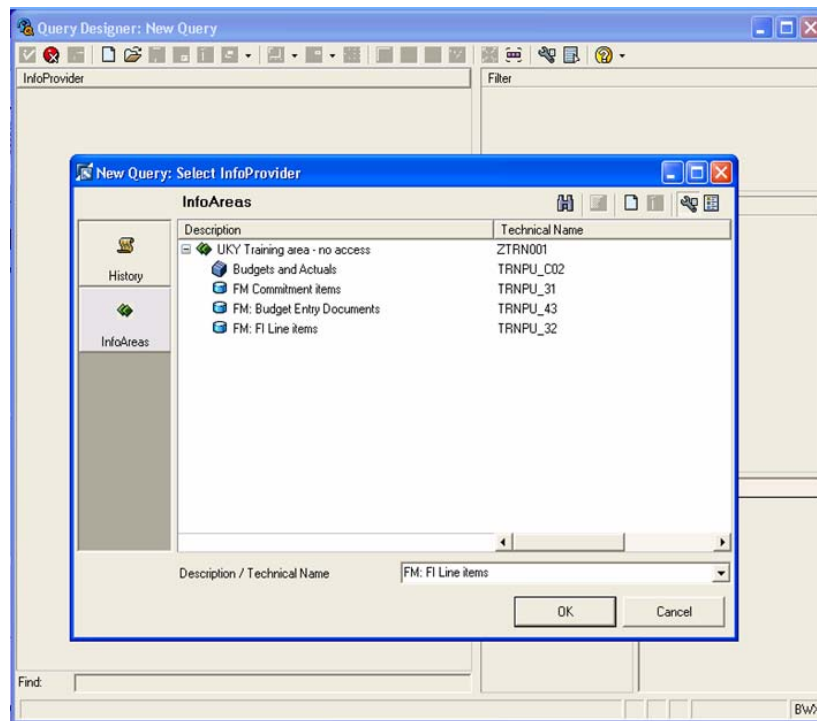 Query Designer: New Query
InfoProvider
Filter
New Query: Select InfoProvider
InfoAreas
Description Technical Name
UKY Training area - no access ZTRN001
Budgets and Actuals TRNPU_C02
FM Commitment items TRNPU_31
FM: Budget Entry Documents TRNPU_43
FM: FI Line items TRNPU_32
History
InfoAreas
Description / Technical Name FM: FI Line items
OK Cancel
Find: